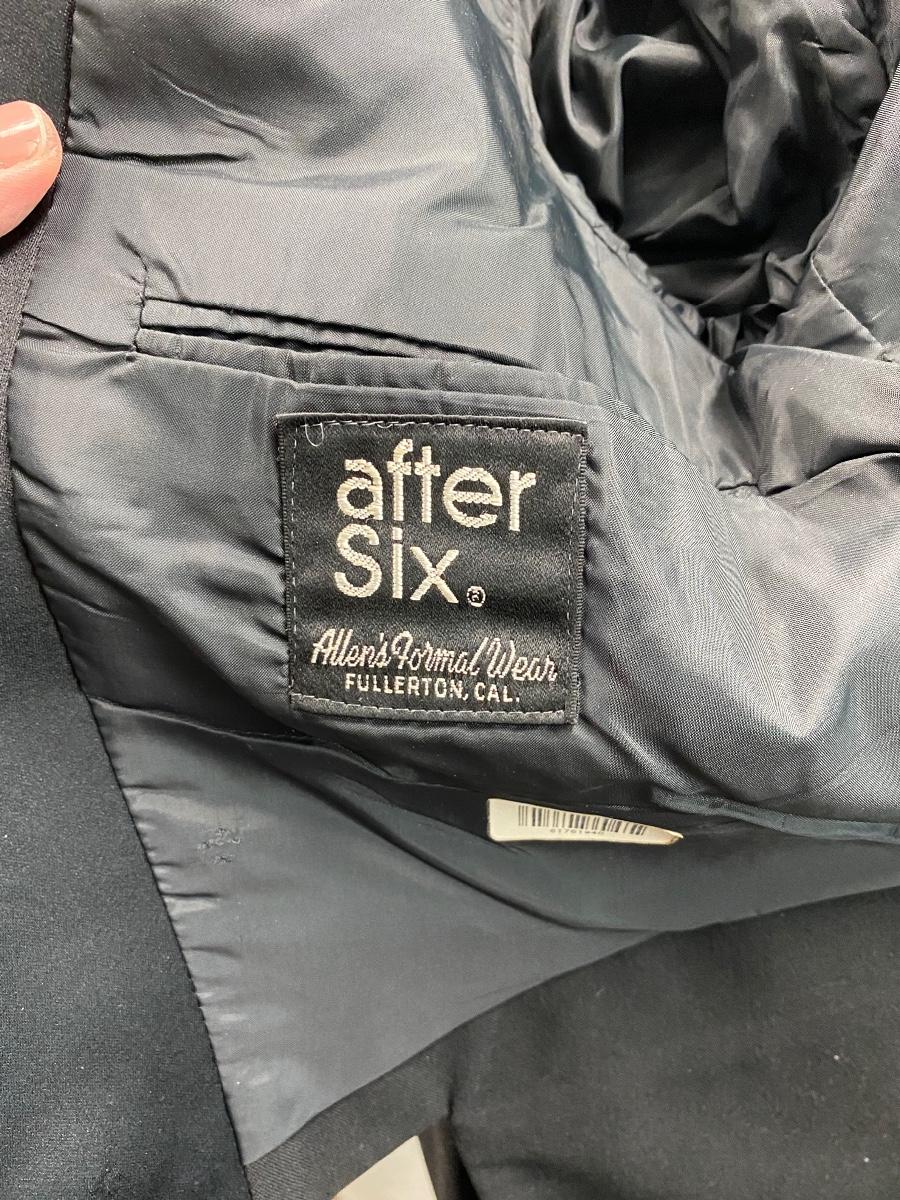 after
Six®
Allen's Formal Wear
FULLERTON, CAL.